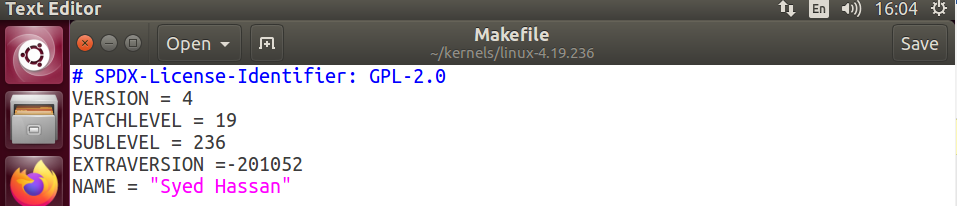 Text Editor
En
16:04
Open
Makefile
~/kernels/linux-4.19.236
Save
# SPDX-License-Identifier: GPL-2.0
VERSION = 4
PATCHLEVEL = 19
SUBLEVEL = 236
EXTRAVERSION =-201052
NAME = "Syed Hassan"